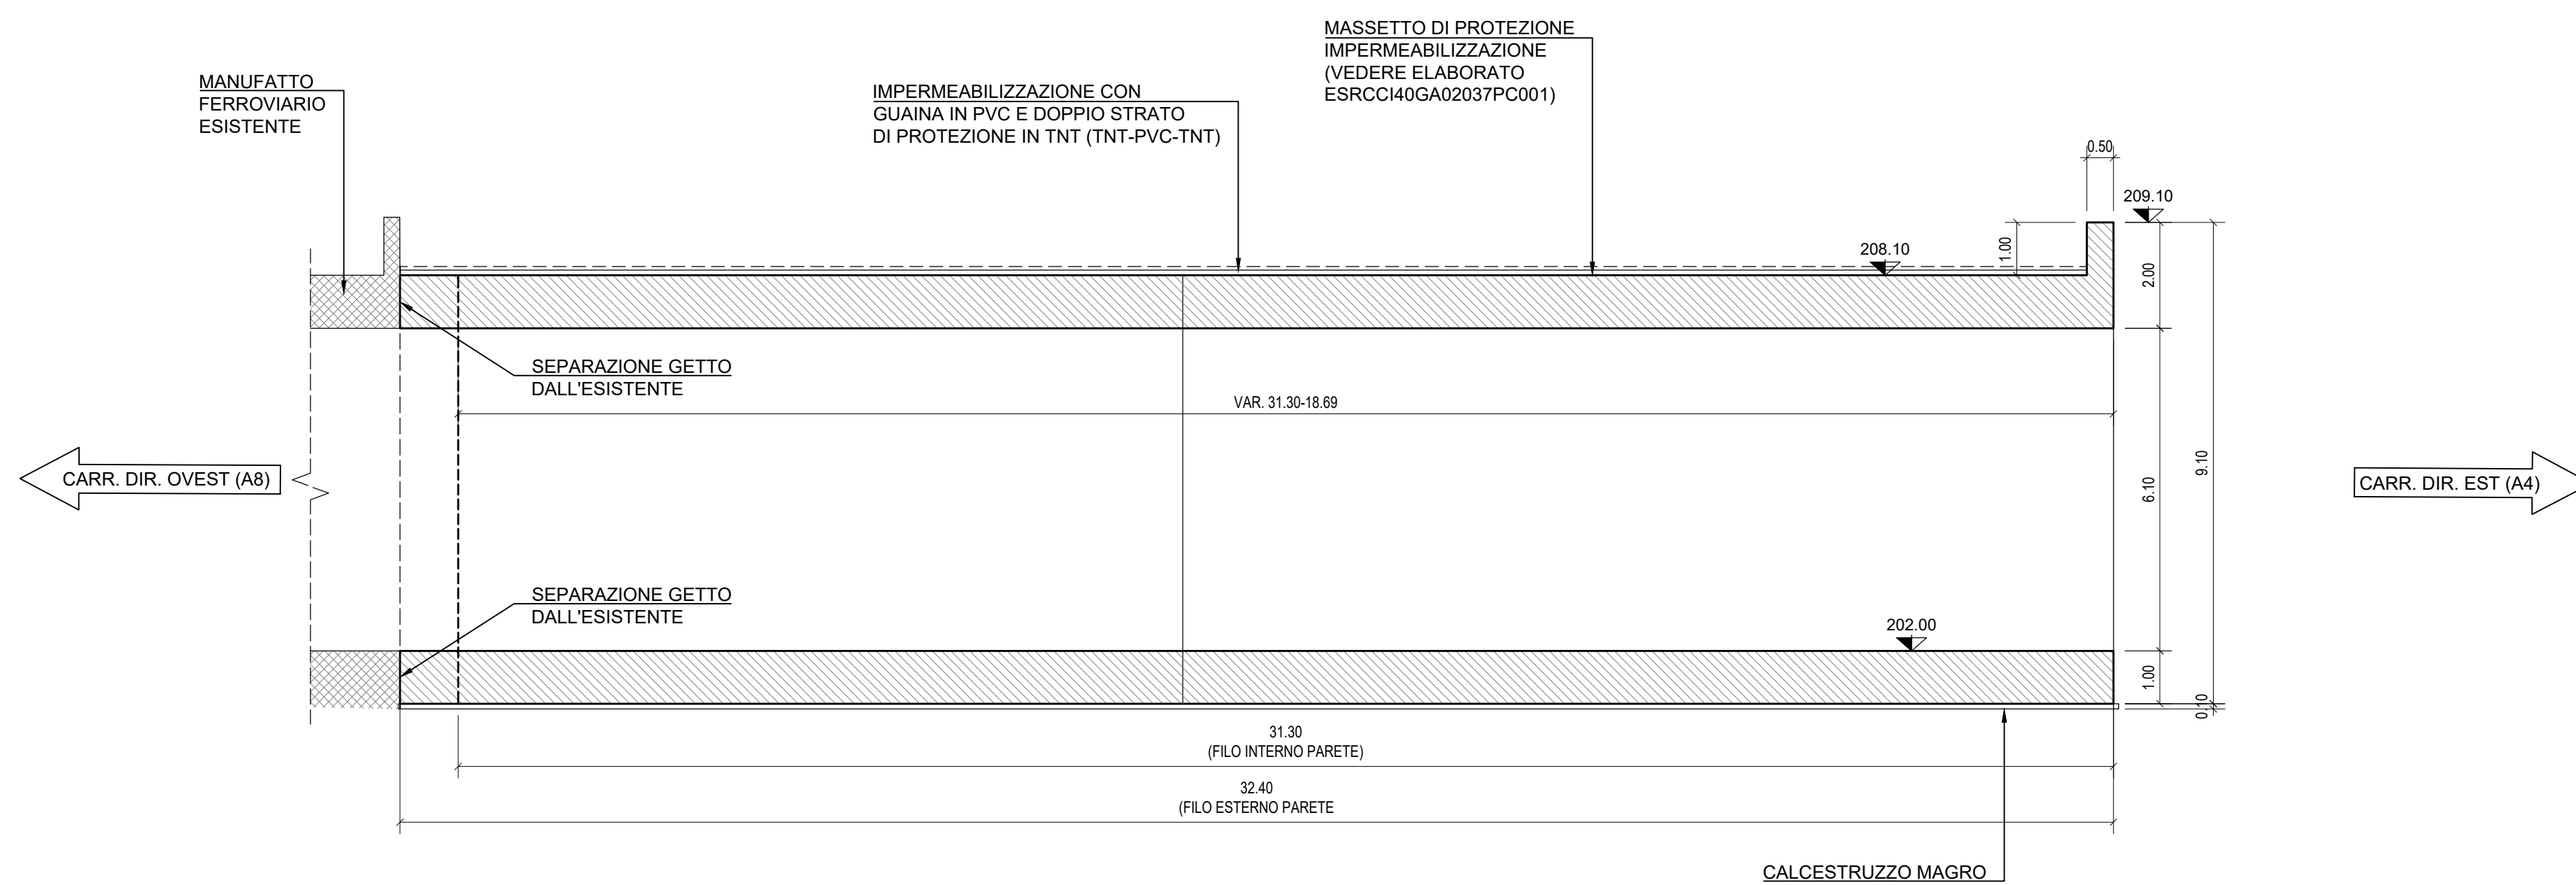 MASSETTO DI PROTEZIONE
IMPERMEABILIZZAZIONE
(VEDERE ELABORATO
ESRCCI40GA02037PC001)
MANUFATTO
FERROVIARIO
ESISTENTE
IMPERMEABILIZZAZIONE CON
GUAINA IN PVC E DOPPIO STRATO
DI PROTEZIONE IN TNT (TNT-PVC-TNT)
0.50
209.10
208.10
1.00
2.00
SEPARAZIONE GETTO
DALL'ESISTENTE
VAR. 31.30-18.69
CARR. DIR. OVEST (A8)
6.10
9.10
CARR. DIR. EST (A4)
SEPARAZIONE GETTO
DALL'ESISTENTE
202.00
1.00
0.10
31.30
(FILO INTERNO PARETE)
32.40
(FILO ESTERNO PARETE
CALCESTRUZZO MAGRO